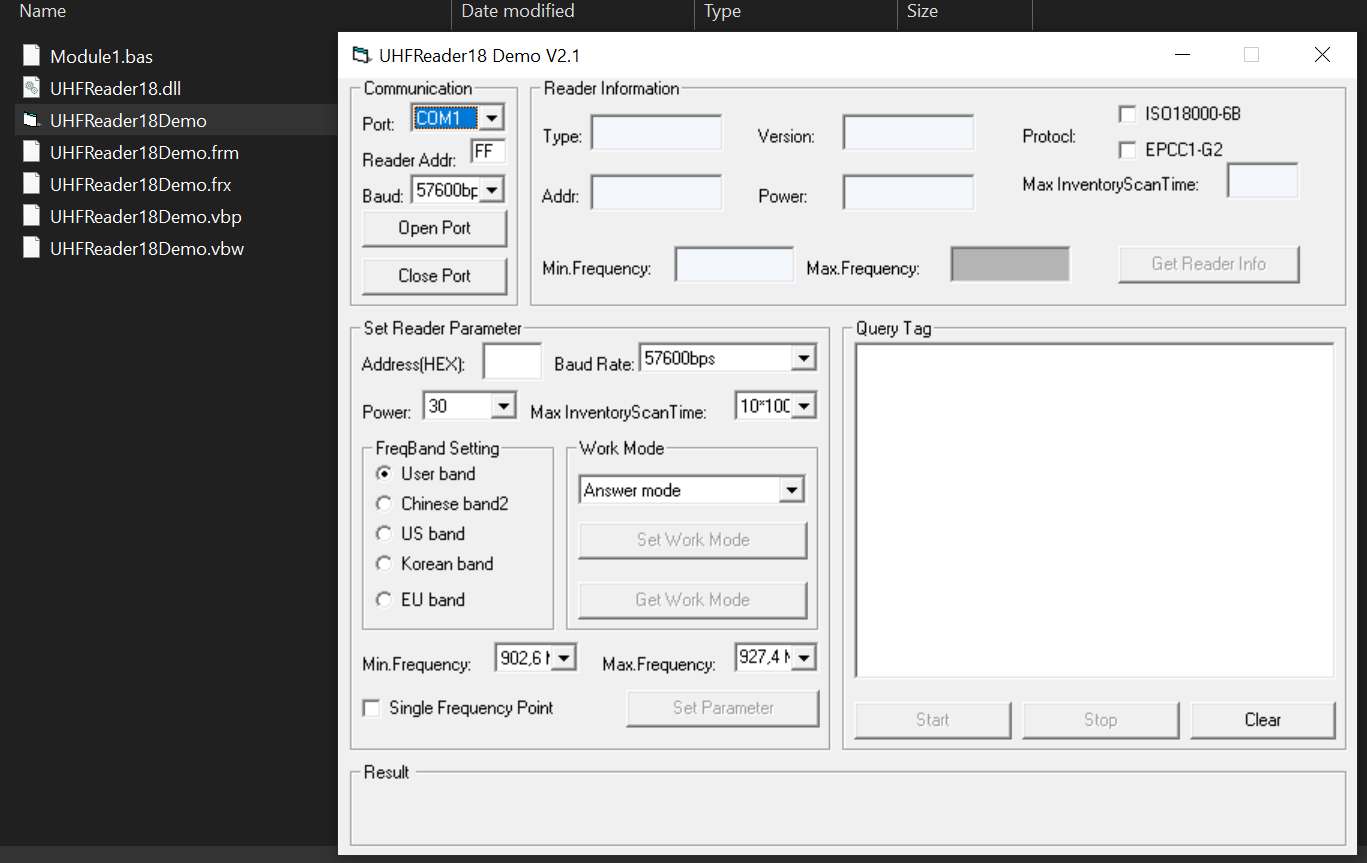 Name Date modified Type Size
Module1.bas
UHFReader18.dll
UHFReader18Demo
UHFReader18Demo.frm
UHFReader18Demo.frx
UHFReader18Demo.vbp
UHFReader18Demo.vbw
UHFReader18 Demo V2.1
Communication
Port: COM1
Reader Addr: FF
Baud: 57600bp
Open Port
Close Port
Reader Information
Type: Version: Protocl: ISO18000-6B
EPCC1-G2
Addr: Power: Max InventoryScanTime:
Min.Frequency: Max.Frequency: Get Reader Info
Set Reader Parameter
Address(HEX): Baud Rate: 57600bps
Power: 30 Max InventoryScanTime: 10*100
FreqBand Setting
User band
Chinese band2
US band
Korean band
EU band
Work Mode
Answer mode
Set Work Mode
Get Work Mode
Min.Frequency: 902,6 Max.Frequency: 927,4
Single Frequency Point Set Parameter
Query Tag
Start Stop Clear
Result